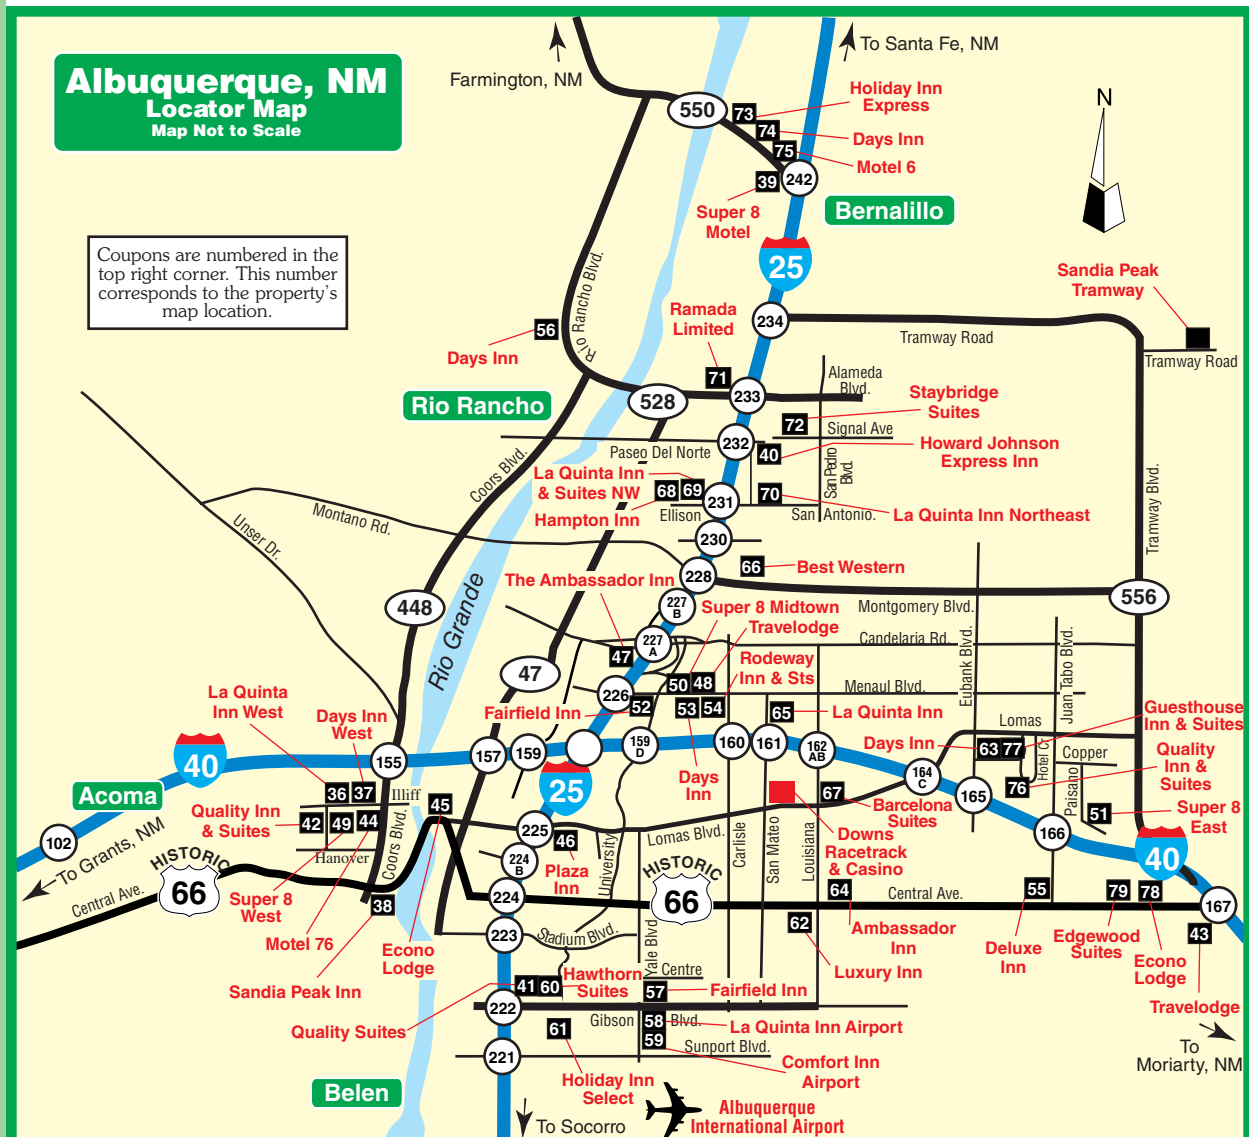 Albuquerque, NM
Locator Map
Map Not to Scale
Coupons are numbered in the
top right corner. This number
corresponds to the property's
map location.
Farmington, NM
To Santa Fe, NM
N
550
73
74
75
39
242
Holiday Inn
Express
Days Inn
Motel 6
Super 8
Motel
Bernalillo
25
Sandia Peak
Tramway
Tramway Road
Tramway Road
234
Rio Rancho Blvd.
56
Days Inn
Ramada
Limited
71
233
Alameda
Blvd.
Rio Rancho
528
Staybridge
Suites
72
Signal Ave
232
Paseo Del Norte
40
Howard Johnson
Express Inn
San Pedro
Blvd.
Coors Blvd.
La Quinta Inn
& Suites NW
68
69
Hampton Inn
231
Ellison
70
San Antonio.
La Quinta Inn Northeast
Tramway Blvd.
Montano Rd.
Unser Dr.
230
66
Best Western
228
The Ambassador Inn
227
B
Montgomery Blvd.
556
448
Rio Grande
Super 8 Midtown
Travelodge
227
A
47
Candelaria Rd.
Eubank Blvd.
Juan Tabo Blvd.
47
Rodeway
Inn & Sts
50
48
226
Menaul Blvd.
52
53
54
Fairfield Inn
65
La Quinta Inn
La Quinta
Inn West
Days Inn
West
Guesthouse
Inn & Suites
Lomas
40
155
157
159
159
D
160
161
162
AB
Days Inn
63
77
Hotel Cr
Copper
Quality
Inn &
Suites
76
Paisano
164
C
165
25
Days
Inn
Acoma
36
37
Illiff
45
67
Barcelona
Suites
51
Super 8
East
Quality Inn
& Suites
42
49
44
Coors Blvd.
Hanover
225
46
Lomas Blvd.
Carlisle
San Mateo
Louisiana
Downs
Racetrack
& Casino
166
40
102
To Grants, NM
HISTORIC
66
Central Ave.
224
B
Plaza
Inn
University
HISTORIC
66
64
Central Ave.
55
79
78
167
Super 8
West
38
224
43
Motel 76
Econo
Lodge
223
Stadium Blvd.
Yale Blvd
62
Ambassador
Inn
Deluxe
Inn
Edgewood
Suites
Econo
Lodge
Sandia Peak Inn
Hawthorn
Suites
41
60
Centre
57
Fairfield Inn
Luxury Inn
Travelodge
Quality Suites
222
61
Gibson
Blvd.
58
La Quinta Inn Airport
59
Sunport Blvd.
221
To
Moriarty, NM
Comfort Inn
Airport
Belen
Holiday Inn
Select
To Socorro
Albuquerque
International Airport